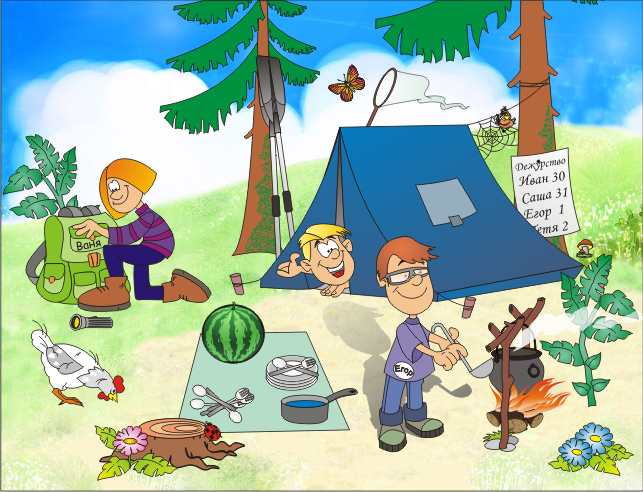 Дежурство
Иван 30
Саша 31
Егор 1
Петя 2
Ваня
Егор